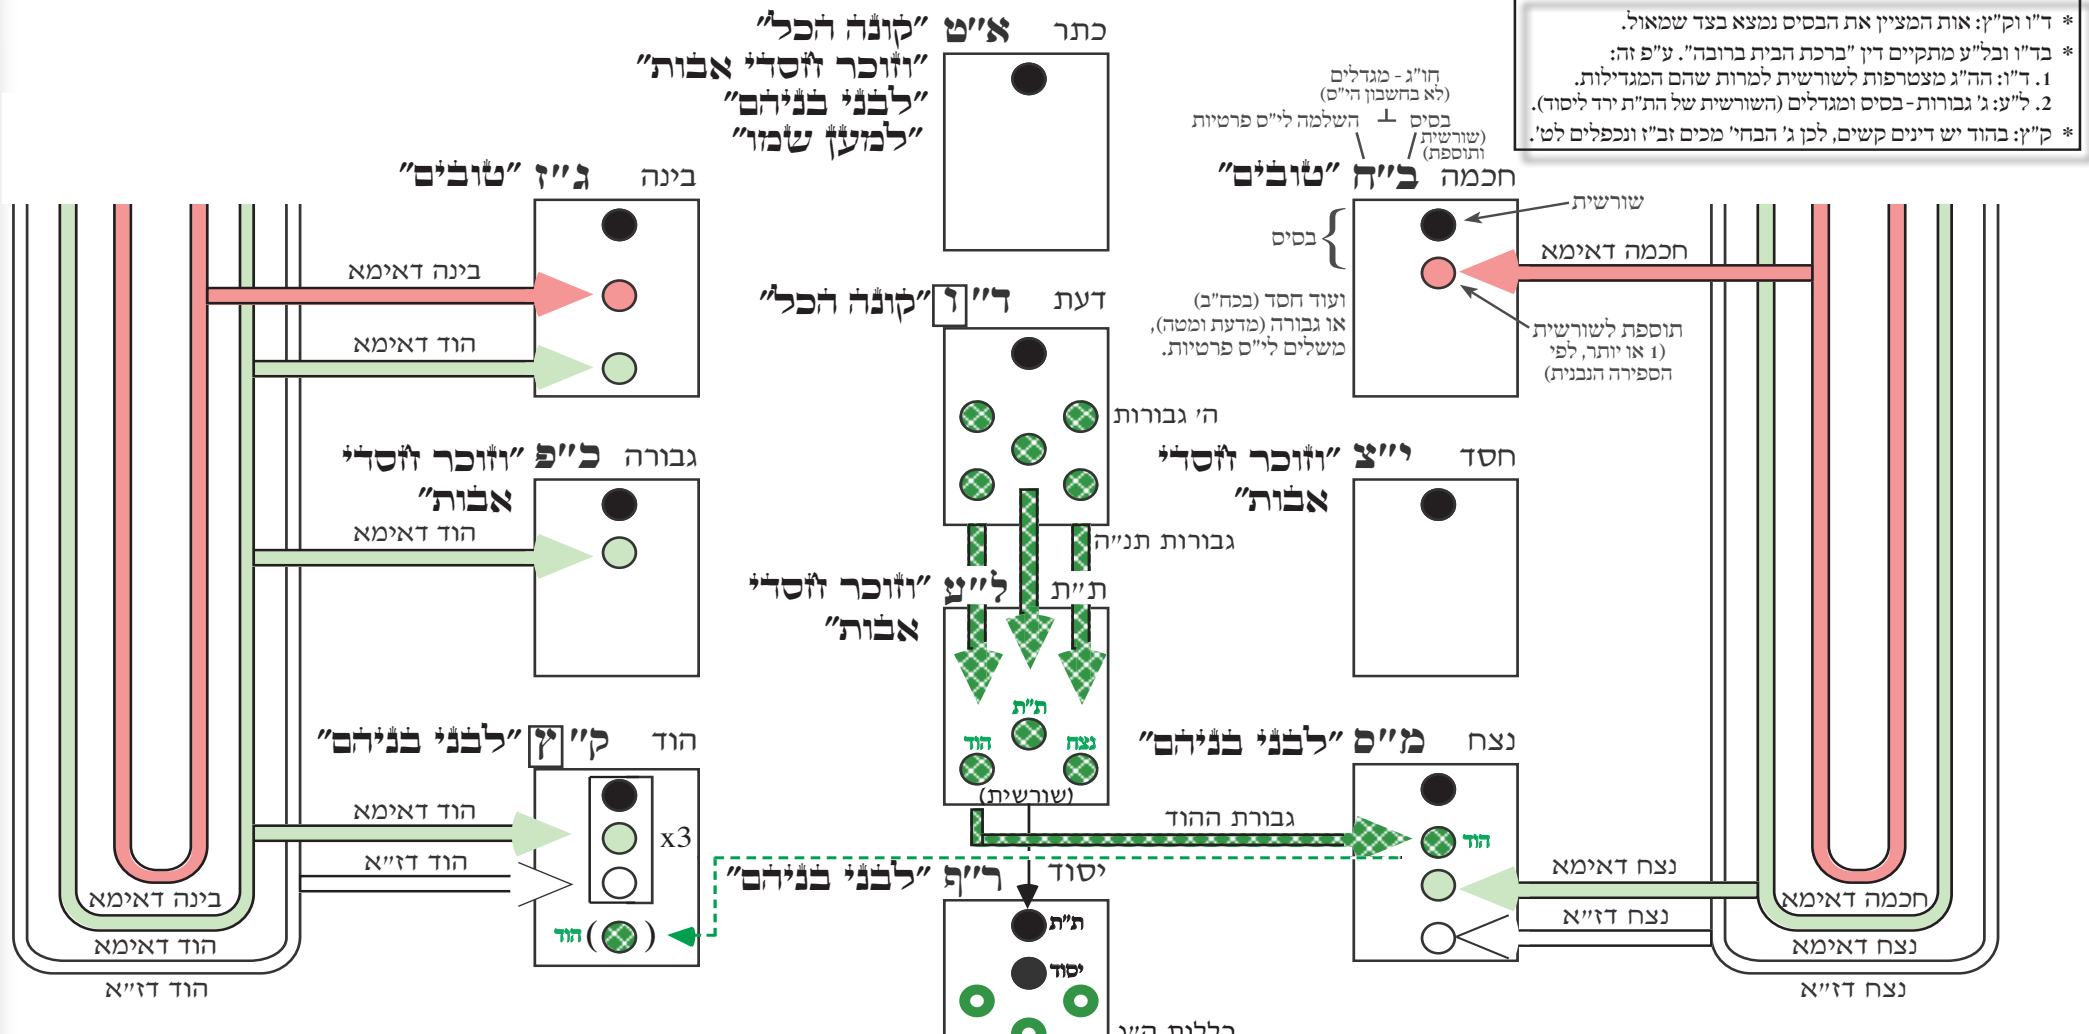 * ד״ו וק״ץ: אות המציין את הבסיס נמצא בצד שמאול.
* בד״ו ובל״ע מתקיים דין ״ברכת הבית ברובה״. ע״פ זה:
1. ד״ו: הה״ג מצטרפות לשורשית למרות שהם המגדילות.
2. ל״ע: ג׳ גבורות - בסיס ומגדלים (השורשית של הת״ת ירד ליסוד).
* ק״ץ: בהוד יש דינים קשים, לכן ג׳ הבחי׳ מכים זב״ז ונכפלים לט׳.
כתר א״ט ״קונה הכל״
״וזוכר חסדי אבות״
״לבני בניהם״
״למען שמו״
חו״ג - מגדלים
(לא בחשבון הי״ס)
בסיס
(שורשית
ותוספת)
השלמה לי״ס פרטיות
חכמה ב״ח ״טובים״
שורשית
בסיס
חכמה דאימא
ועוד חסד (בכח״ב)
או גבורה (מדעת ומטה),
משלים לי״ס פרטיות.
תוספת לשורשית
(1 או יותר, לפי
הספירה הנבנית)
בינה ג״ז ״טובים״
בינה דאימא
הוד דאימא
דעת ד״ו ״קונה הכל״
ה׳ גבורות
גבורות תנ״ה
חסד י״צ ״וזוכר חסדי
אבות״
גבורה כ״פ ״וזוכר חסדי
אבות״
הוד דאימא
ת״ת ל״ע ״וזוכר חסדי
אבות״
ת״ת
נצח
הוד
(שורשית)
נצח מ״ס ״לבני בניהם״
גבורת ההוד
הוד
נצח דאימא
נצח דז״א
הוד ק״ץ ״לבני בניהם״
הוד דאימא
x3
הוד דז״א
הוד ( )
יסוד ר״ף ״לבני בניהם״
ת״ת
יסוד
חכמה דאימא
נצח דאימא
נצח דז״א
בינה דאימא
הוד דאימא
הוד דז״א
כללות ה״ג